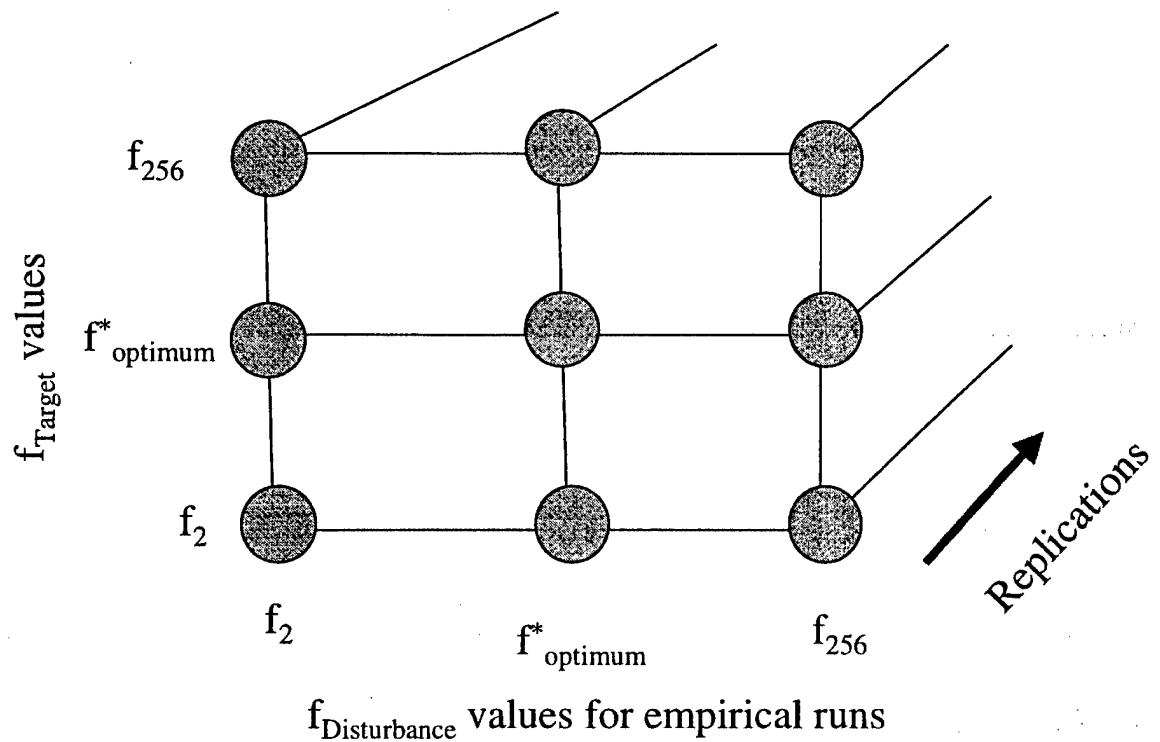 f256
f*optimum
f2
fTarget values
f2
f*optimum
f256
fDisturbance values for empirical runs
Replications